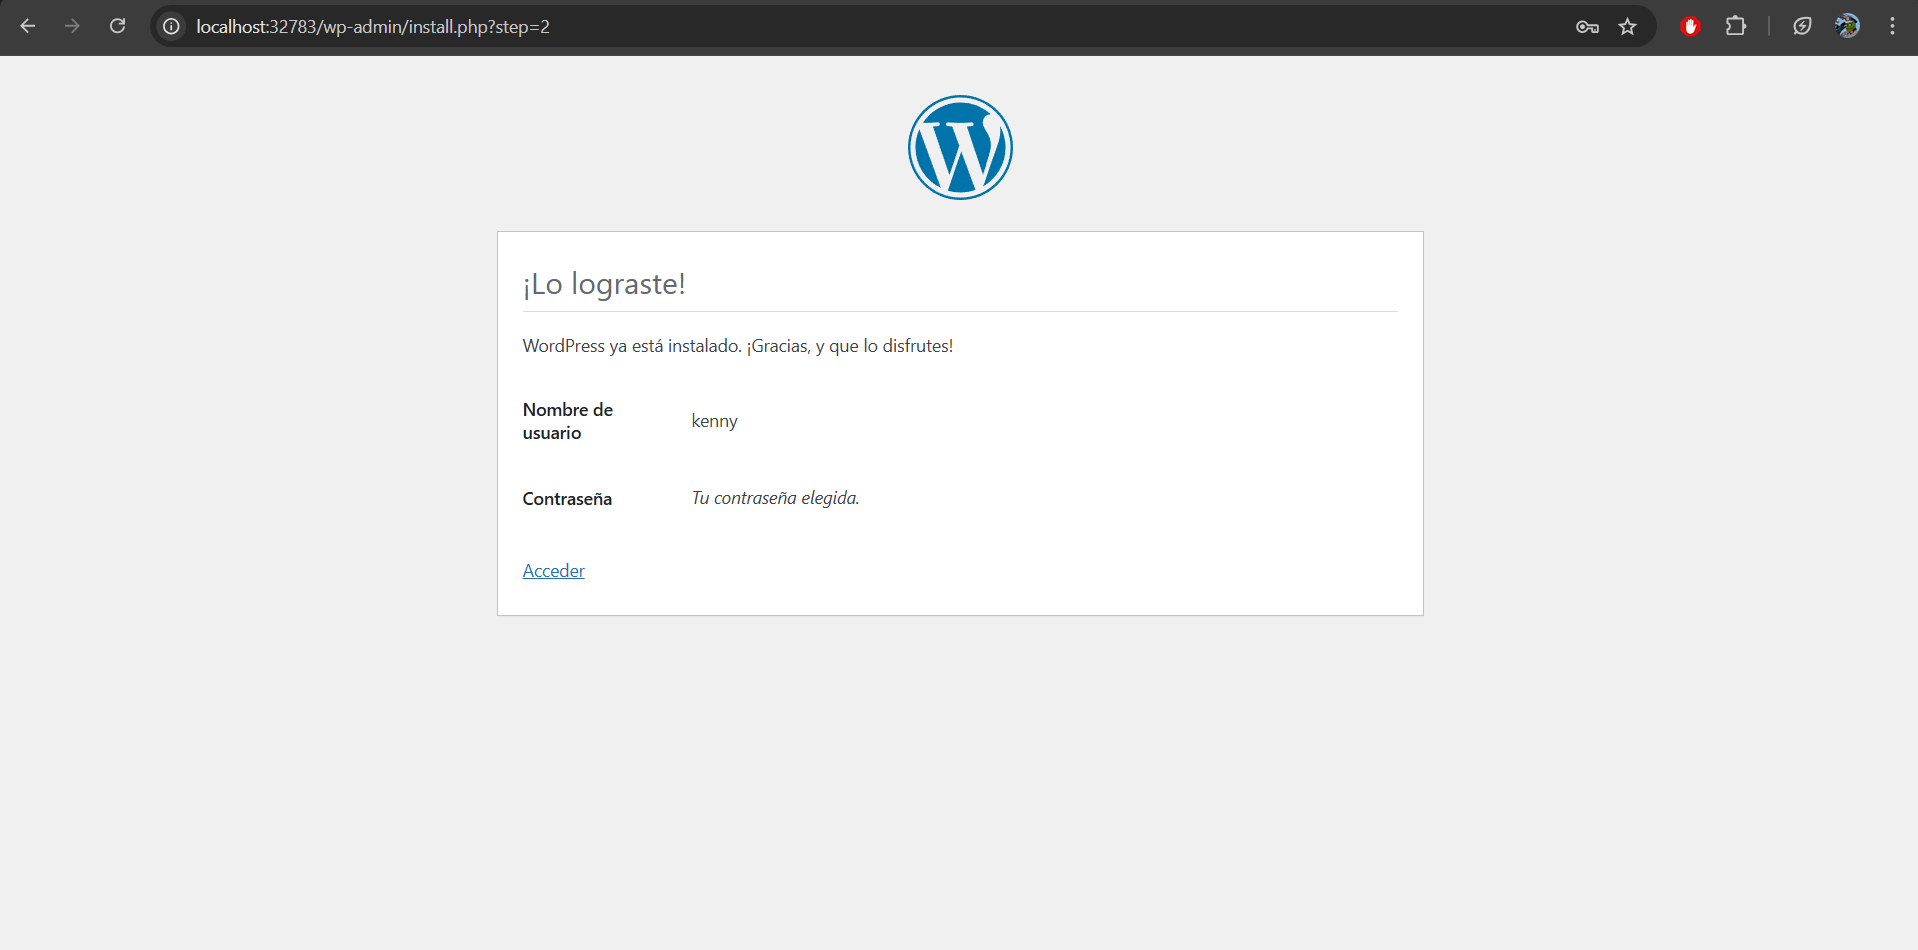 localhost:32783/wp-admin/install.php?step=2
¡Lo lograste!
WordPress ya está instalado. ¡Gracias, y que lo disfrutes!
Nombre de
usuario
kenny
Contraseña
Tu contraseña elegida.
Acceder